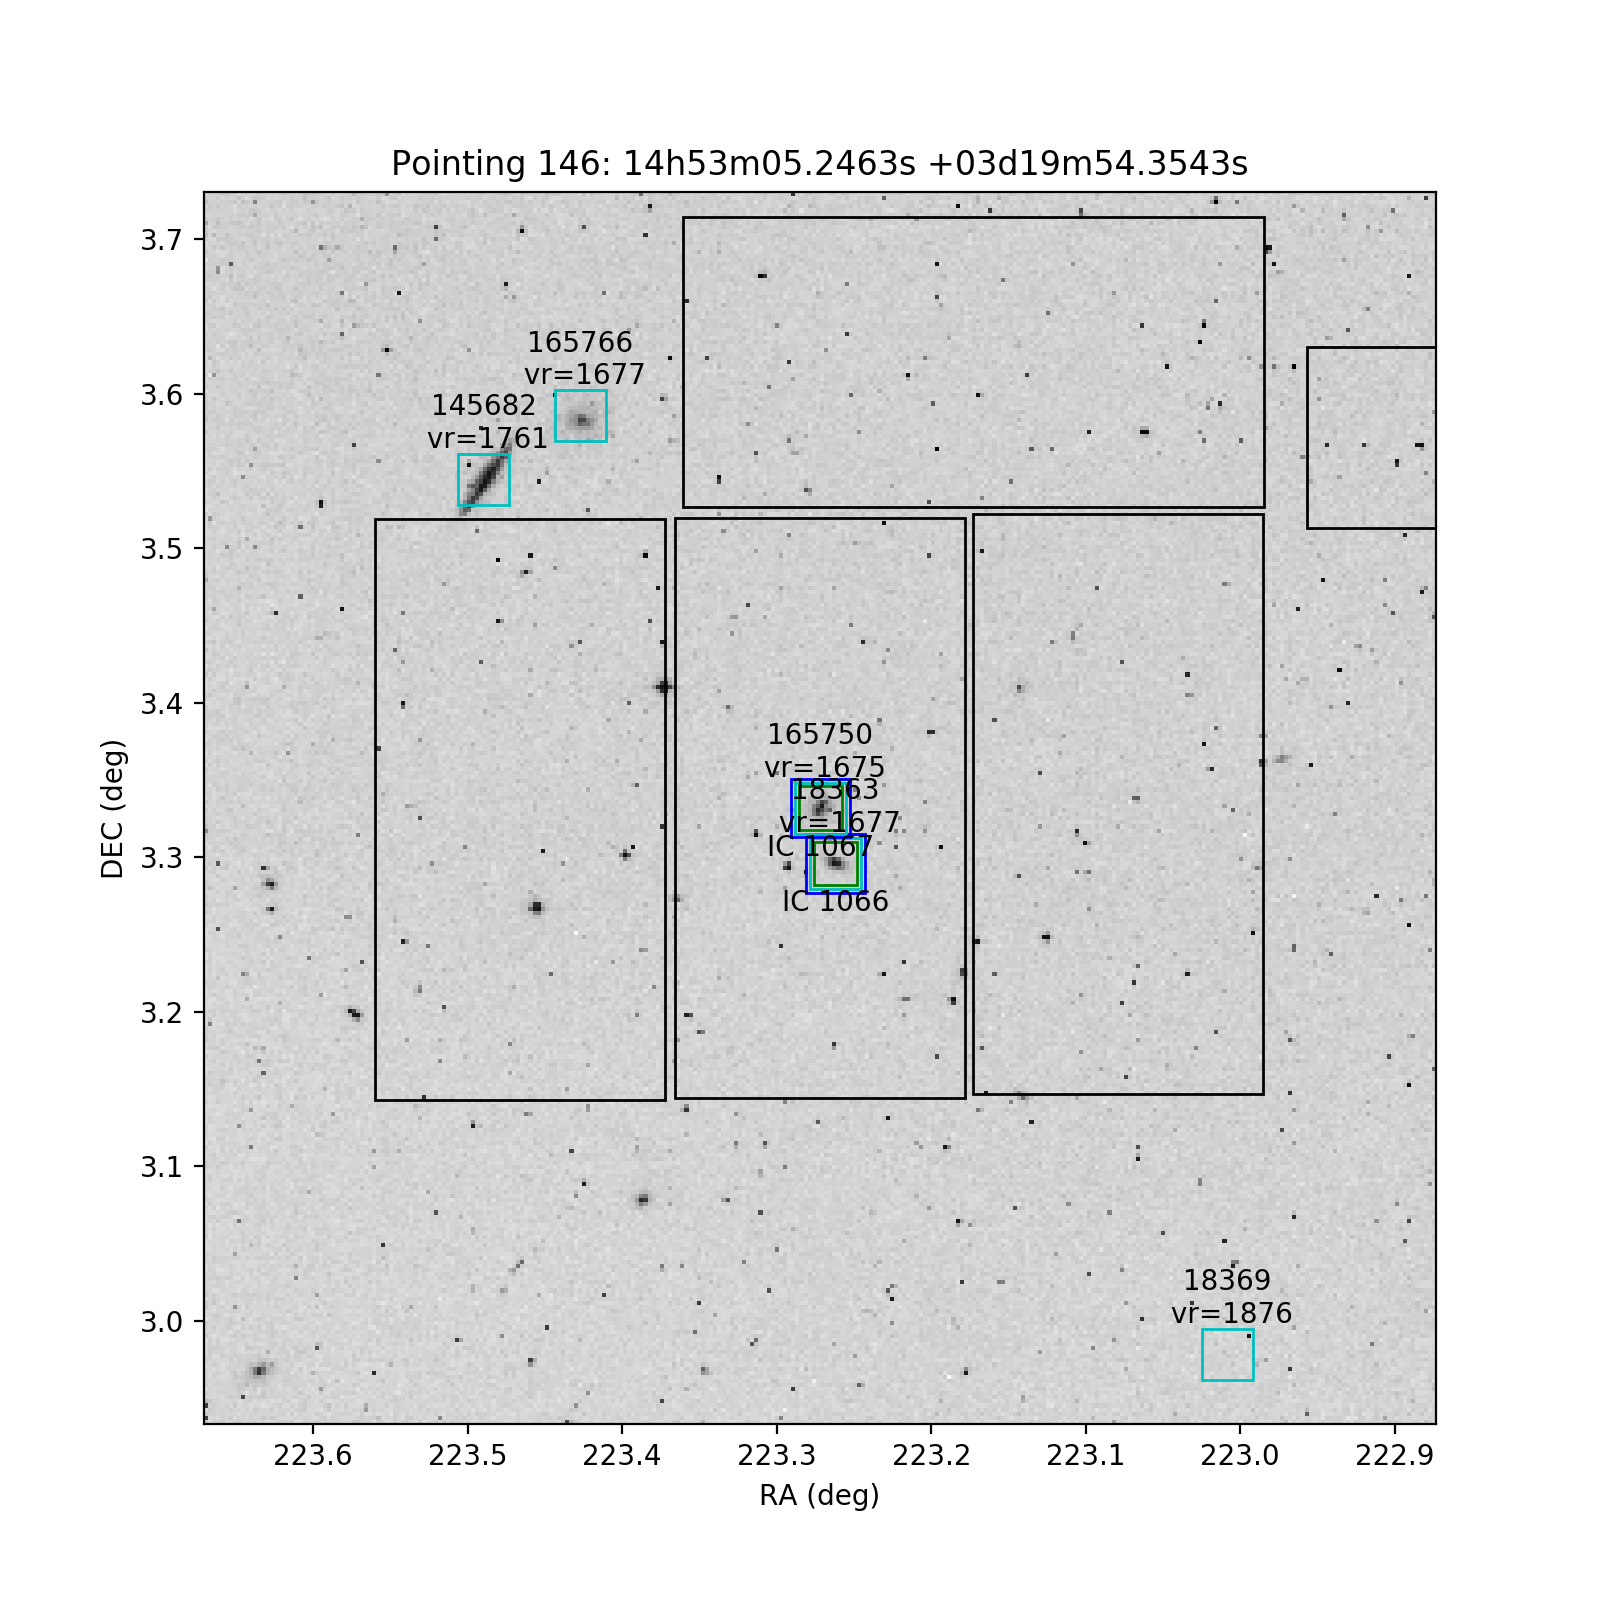 Pointing 146: 14h53m05.2463s +03d19m54.3543s
3.7
3.6
3.5
3.4
3.3
3.2
3.1
3.0
DEC (deg)
165766
vr=1677
145682
vr=1761
165750
vr=1675
18363
vr=1677
IC 1067
IC 1066
18369
vr=1876
223.6
223.5
223.4
223.3
223.2
223.1
223.0
222.9
RA (deg)